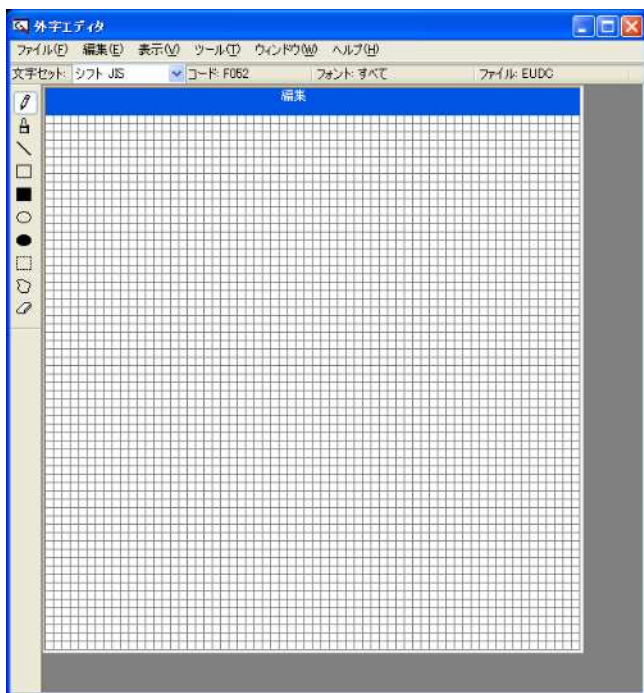 外字エディタ
ファイル(F) 編集(E) 表示(V) ツール(T) ウィンドウ(W) ヘルプ(H)
文字セット: シフト JIS コード: F052 フォント: すべて ファイル: EUDC
編集